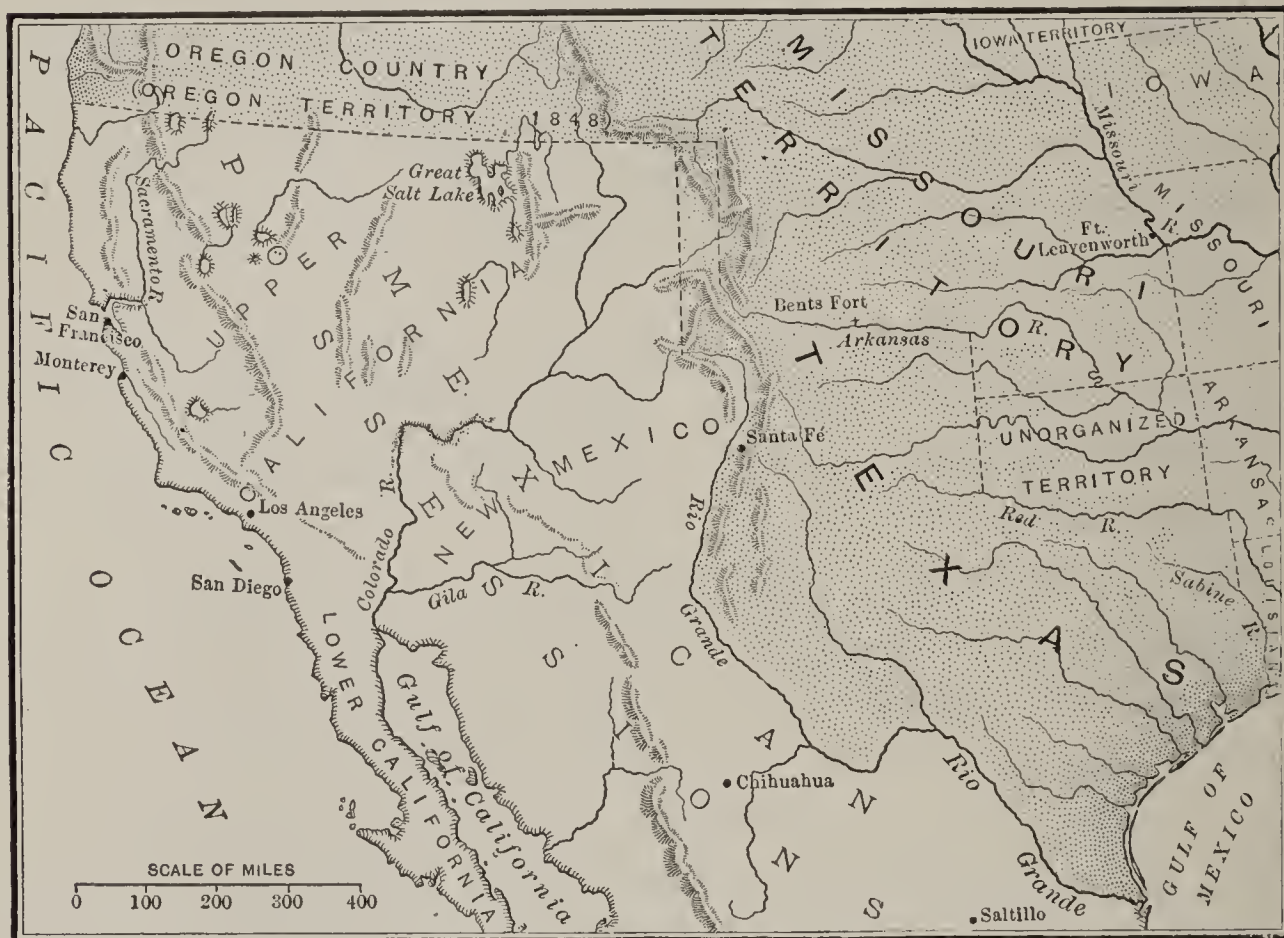 PACIFIC OCEAN
OREGON COUNTRY
(OREGON TERRITORY 1848)
MISSOURI TERRITORY
IOWA TERRITORY
IOWA
Missouri R.
MISSOURI
Great
Salt Lake
Sacramento R.
UPPER CALIFORNIA
MEXICAN
POSSESSIONS
Ft.
Leavenworth
Bents Fort
Arkansas R.
San
Francisco
Monterey
ARKANSAS
NEW MEXICO
Santa Fé
UNORGANIZED
TERRITORY
TEXAS
Los Angeles
Colorado R.
Rio Grande
Red R.
Sabine R.
LOUISIANA
San Diego
Gila R.
LOWER CALIFORNIA
Gulf of California
Chihuahua
Rio Grande
GULF OF
MEXICO
SCALE OF MILES
0 100 200 300 400
Saltillo